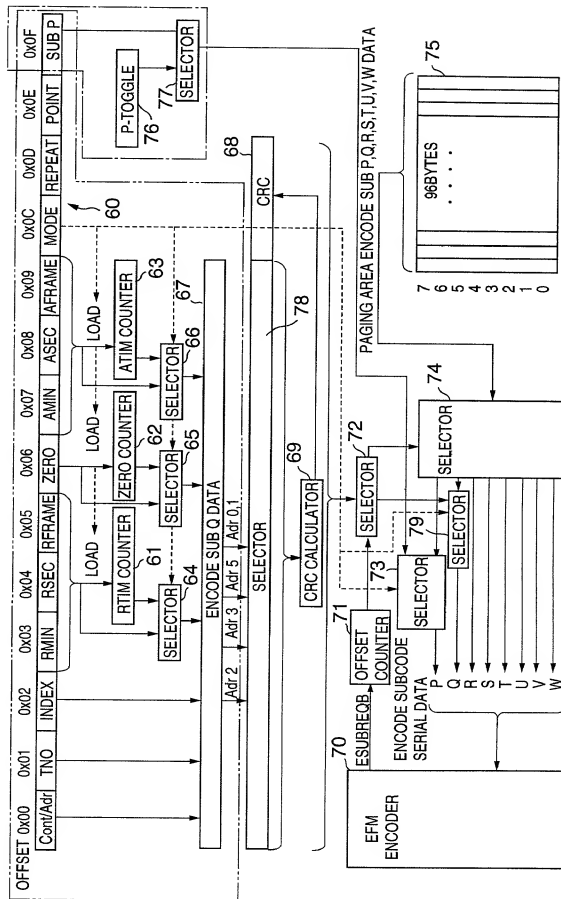 OFFSET 0x00 0x01 0x02 0x03 0x04 0x05 0x06 0x07 0x08 0x09 0x0C 0x0D 0x0E 0x0F
Cont/Adr TNO INDEX RMIN RSEC RFRAME ZERO AMIN ASEC AFRAME MODE REPEAT POINT SUB P
60
LOAD LOAD LOAD
P-TOGGLE
76
77
SELECTOR
RTIM COUNTER
61
ZERO COUNTER
62
ATIM COUNTER
63
SELECTOR
64
SELECTOR
65
SELECTOR
66
67
ENCODE SUB Q DATA
Adr 2 Adr 3 Adr 5 Adr 0,1
SELECTOR
78
CRC
68
CRC CALCULATOR
69
PAGING AREA ENCODE SUB P,Q,R,S,T,U,V,W DATA
70
EFM
ENCODER
ESUBREQB
71
OFFSET
COUNTER
72
SELECTOR
ENCODE SUBCODE
SERIAL DATA
73
SELECTOR
79
SELECTOR
74
SELECTOR
P
Q
R
S
T
U
V
W
7
6
5
4
3
2
1
0
96BYTES
. . . .
75